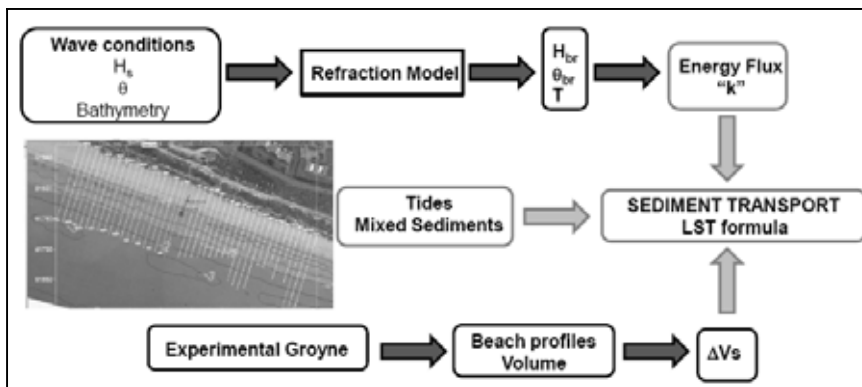 Wave conditions
Hs
θ
Bathymetry
Refraction Model
Hbr
θbr
T
Energy Flux
"k"
Tides
Mixed Sediments
SEDIMENT TRANSPORT
LST formula
Experimental Groyne
Beach profiles
Volume
ΔVs